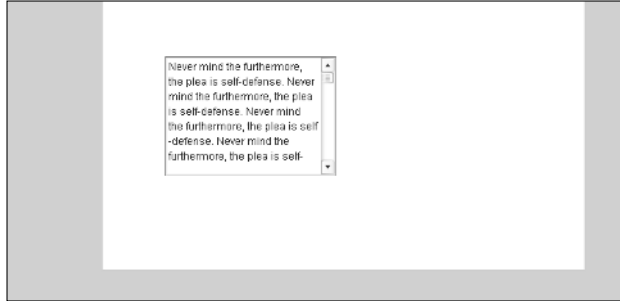 Never mind the furthermore,
the plea is self-defense. Never
mind the furthermore, the plea
is self-defense. Never mind
the furthermore, the plea is self
-defense. Never mind the
furthermore, the plea is self-